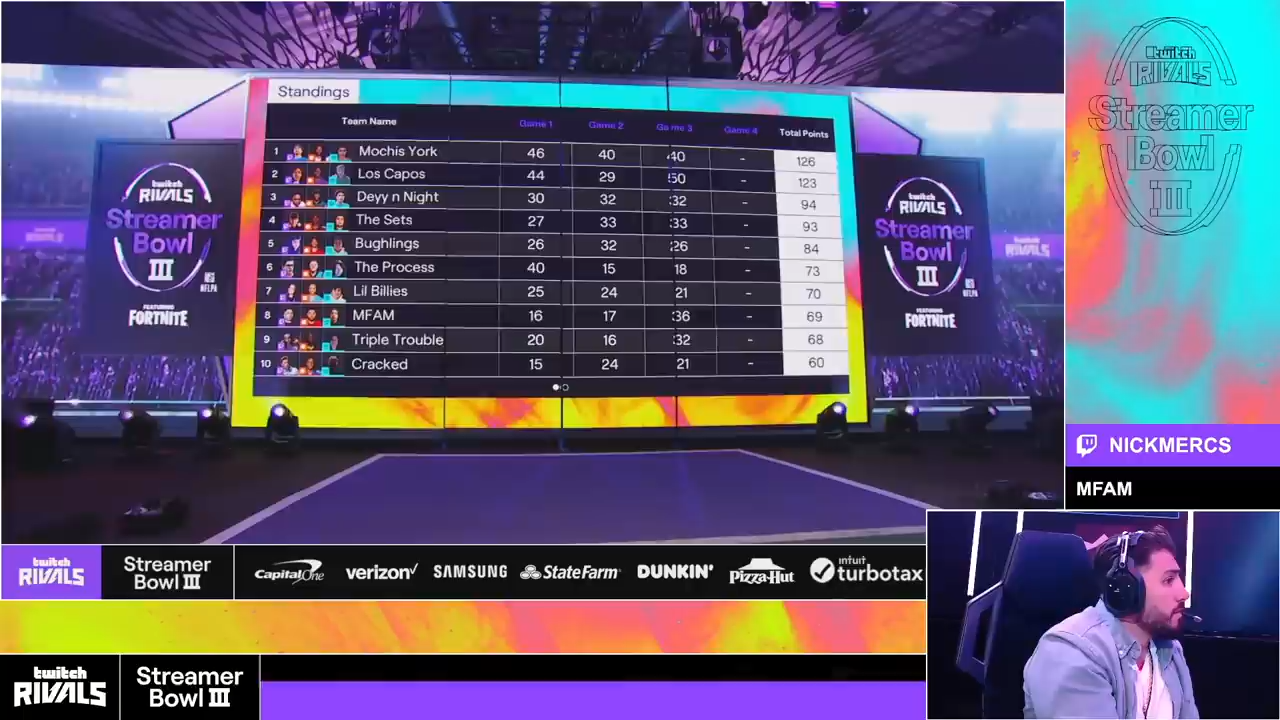 Standings
Team Name Game 1 Game 2 Game 3 Game 4 Total Points
1 Mochis York 46 40 40 - 126
2 Los Capos 44 29 50 - 123
3 Deyy n Night 30 32 32 - 94
4 The Sets 27 33 33 - 93
5 Bughlings 26 32 26 - 84
6 The Process 40 15 18 - 73
7 Lil Billies 25 24 21 - 70
8 MFAM 16 17 36 - 69
9 Triple Trouble 20 16 32 - 68
10 Cracked 15 24 21 - 60
twitch
RIVALS
Streamer
Bowl
III
NFLPA
FEATURING
FORTNITE
twitch
RIVALS
Streamer
Bowl
III
NFLPA
FEATURING
FORTNITE
twitch
RIVALS
Streamer
Bowl
III
NICKMERCS
MFAM
twitch
RIVALS
Streamer
Bowl III
Capital One verizon✓ SAMSUNG State Farm DUNKIN' Pizza Hut intuit turbotax
twitch
RIVALS
Streamer
Bowl III